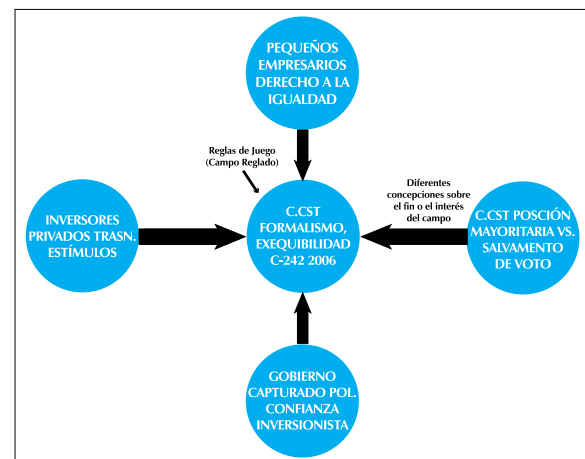 PEQUEÑOS
EMPRESARIOS
DERECHO A LA
IGUALDAD
Reglas de Juego
(Campo Reglado)
Diferentes
concepciones sobre
el fin o el interés
del campo
INVERSORES
PRIVADOS TRASN.
ESTÍMULOS
C.CST
FORMALISMO,
EXEQUIBILIDAD
C-242 2006
C.CST POSCIÓN
MAYORITARIA VS.
SALVAMENTO
DE VOTO
GOBIERNO
CAPTURADO POL.
CONFIANZA
INVERSIONISTA